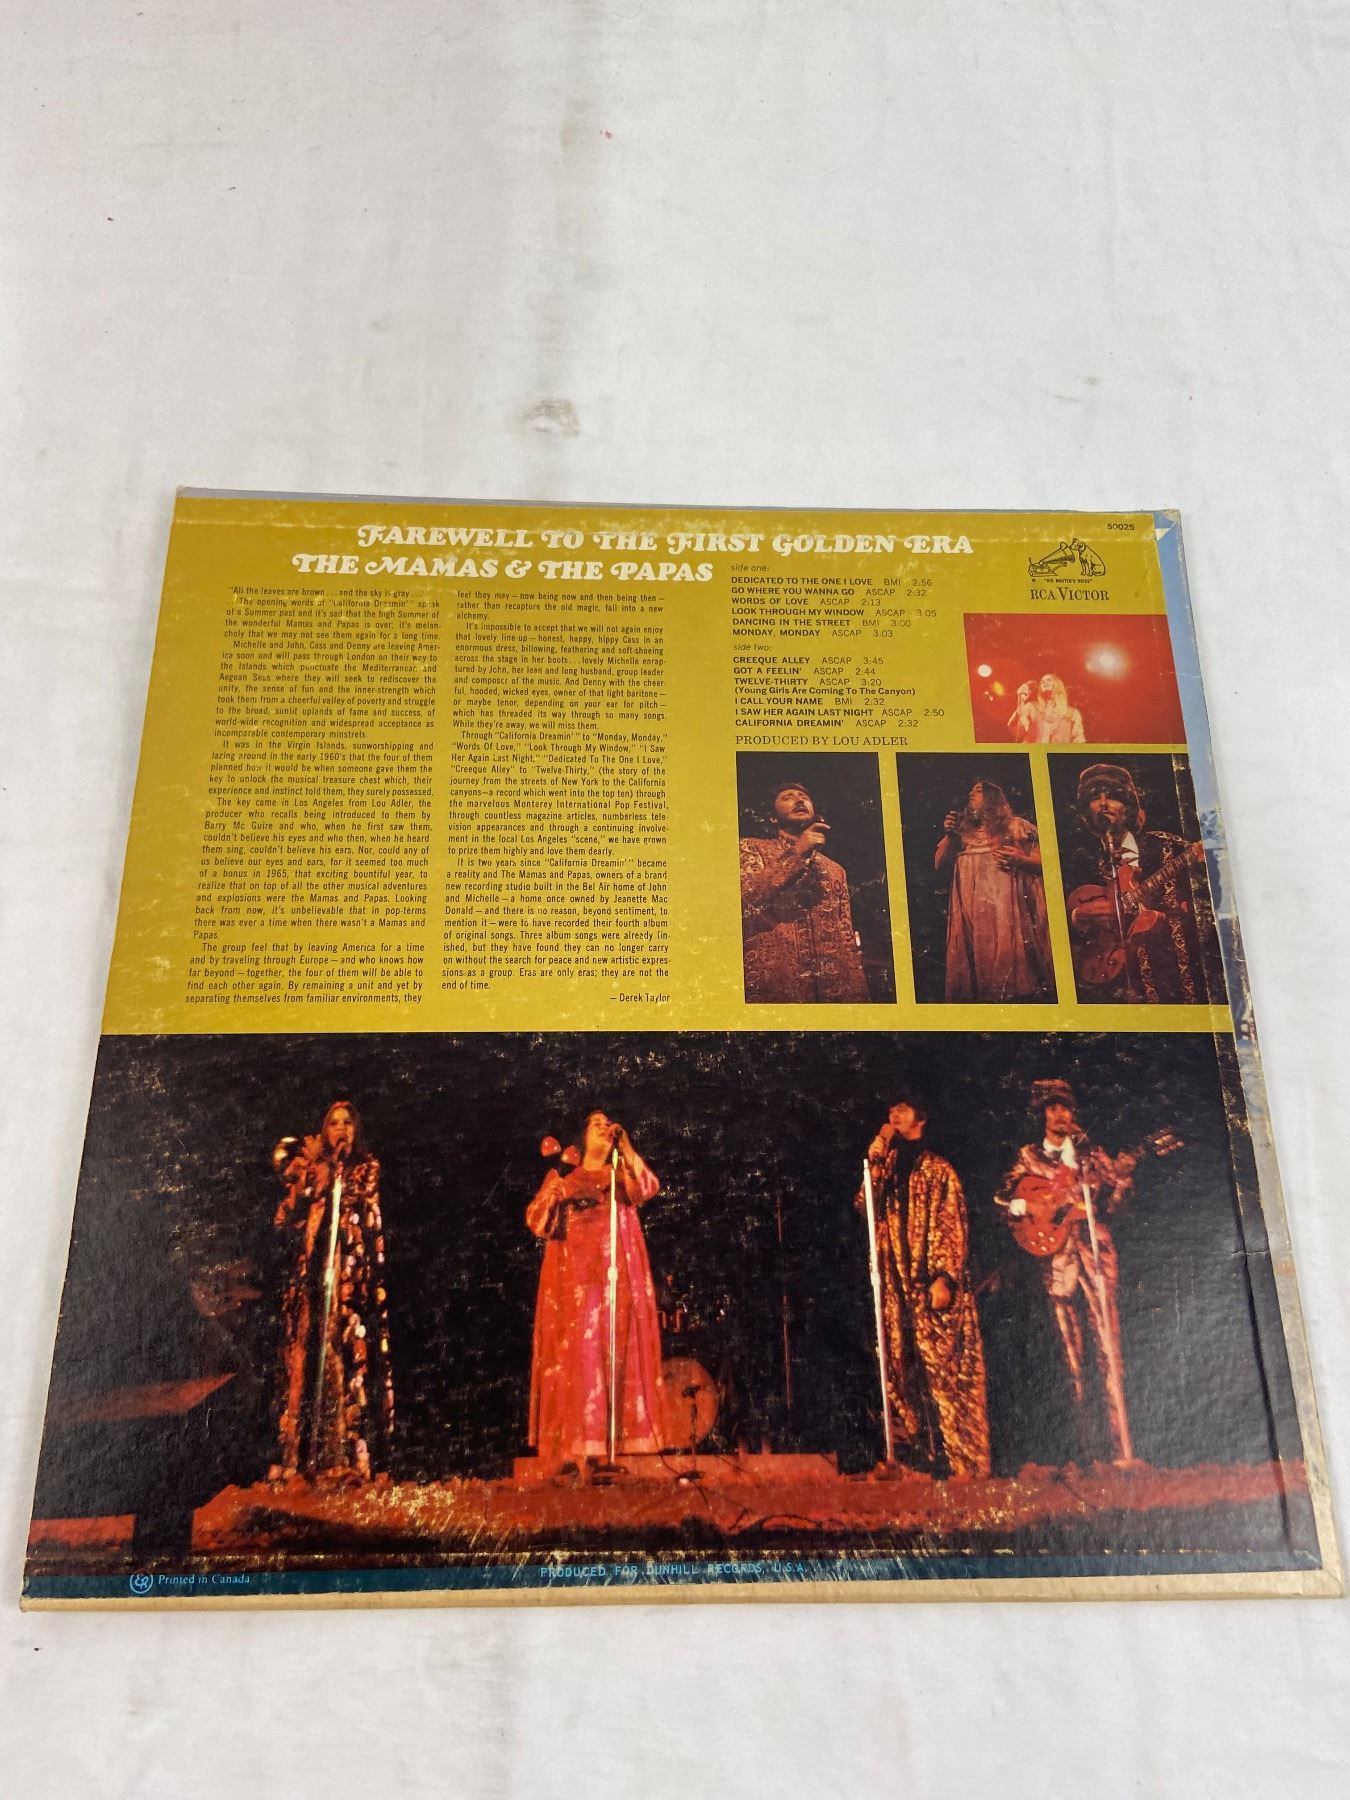 FAREWELL TO THE FIRST GOLDEN ERA
THE MAMAS & THE PAPAS
"All the leaves are brown . . . and the sky is gray . . .
The opening words of "California Dreamin'" speak
of a Summer past and it's sad that the high Summer of
the wonderful Mamas and Papas is over; it's melan-
choly that we may not see them again for a long time.
Michelle and John, Cass and Denny are leaving Amer-
ica soon and will pass through London on their way to
the Islands which punctuate the Mediterranean and
Aegean Seas where they will seek to rediscover the
unity, the sense of fun and the inner-strength which
took them from a cheerful valley of poverty and struggle
to the broad, sunlit uplands of fame and success, of
world-wide recognition and widespread acceptance as
incomparable contemporary minstrels.
It was in the Virgin Islands, sunworshipping and
lazing around in the early 1960's that the four of them
planned how it would be when someone gave them the
key to unlock the musical treasure chest which, their
experience and instinct told them, they surely possessed.
The key came in Los Angeles from Lou Adler, the
producer who recalls being introduced to them by
Barry Mc Guire and who, when he first saw them,
couldn't believe his eyes and who then, when he heard
them sing, couldn't believe his ears. Nor, could any of
us believe our eyes and ears, for it seemed too much
of a bonus in 1965, that exciting bountiful year, to
realize that on top of all the other musical adventures
and explosions were the Mamas and Papas. Looking
back from now, it's unbelievable that in pop-terms
there was ever a time when there wasn't a Mamas and
Papas.
The group feel that by leaving America for a time
and by traveling through Europe — and who knows how
far beyond — together, the four of them will be able to
find each other again. By remaining a unit and yet by
separating themselves from familiar environments, they
feel they may — now being now and then being then —
rather than recapture the old magic, fall into a new
alchemy.
It's impossible to accept that we will not again enjoy
that lovely line-up — honest, happy, hippy Cass in an
enormous dress, billowing, feathering and soft-shoeing
across the stage in her boots . . . lovely Michelle enrap-
tured by John, her lean and long husband, group leader
and composer of the music. And Denny with the cheer-
ful, hooded, wicked eyes, owner of that light baritone —
or maybe tenor, depending on your ear for pitch —
which has threaded its way through so many songs.
While they're away, we will miss them.
Through "California Dreamin'" to "Monday, Monday,"
"Words Of Love," "Look Through My Window," "I Saw
Her Again Last Night," "Dedicated To The One I Love,"
"Creeque Alley" to "Twelve-Thirty," (the story of the
journey from the streets of New York to the California
canyons—a record which went into the top ten) through
the marvelous Monterey International Pop Festival,
through countless magazine articles, numberless tele-
vision appearances and through a continuing involve-
ment in the local Los Angeles "scene," we have grown
to prize them highly and love them dearly.
It is two years since "California Dreamin'" became
a reality and The Mamas and Papas, owners of a brand
new recording studio built in the Bel Air home of John
and Michelle — a home once owned by Jeanette Mac
Donald — and there is no reason, beyond sentiment, to
mention it — were to have recorded their fourth album
of original songs. Three album songs were already fin-
ished, but they have found they can no longer carry
on without the search for peace and new artistic expres-
sions as a group. Eras are only eras; they are not the
end of time.
— Derek Taylor
side one:
DEDICATED TO THE ONE I LOVE BMI 2:56
GO WHERE YOU WANNA GO ASCAP 2:32
WORDS OF LOVE ASCAP 2:13
LOOK THROUGH MY WINDOW ASCAP 3:05
DANCING IN THE STREET BMI 3:00
MONDAY, MONDAY ASCAP 3:03
side two:
CREEQUE ALLEY ASCAP 3:45
GOT A FEELIN' ASCAP 2:44
TWELVE-THIRTY ASCAP 3:20
(Young Girls Are Coming To The Canyon)
I CALL YOUR NAME BMI 2:32
I SAW HER AGAIN LAST NIGHT ASCAP 2:50
CALIFORNIA DREAMIN' ASCAP 2:32
PRODUCED BY LOU ADLER
50025
"HIS MASTER'S VOICE"
RCA VICTOR
Printed in Canada
PRODUCED FOR DUNHILL RECORDS, U.S.A.